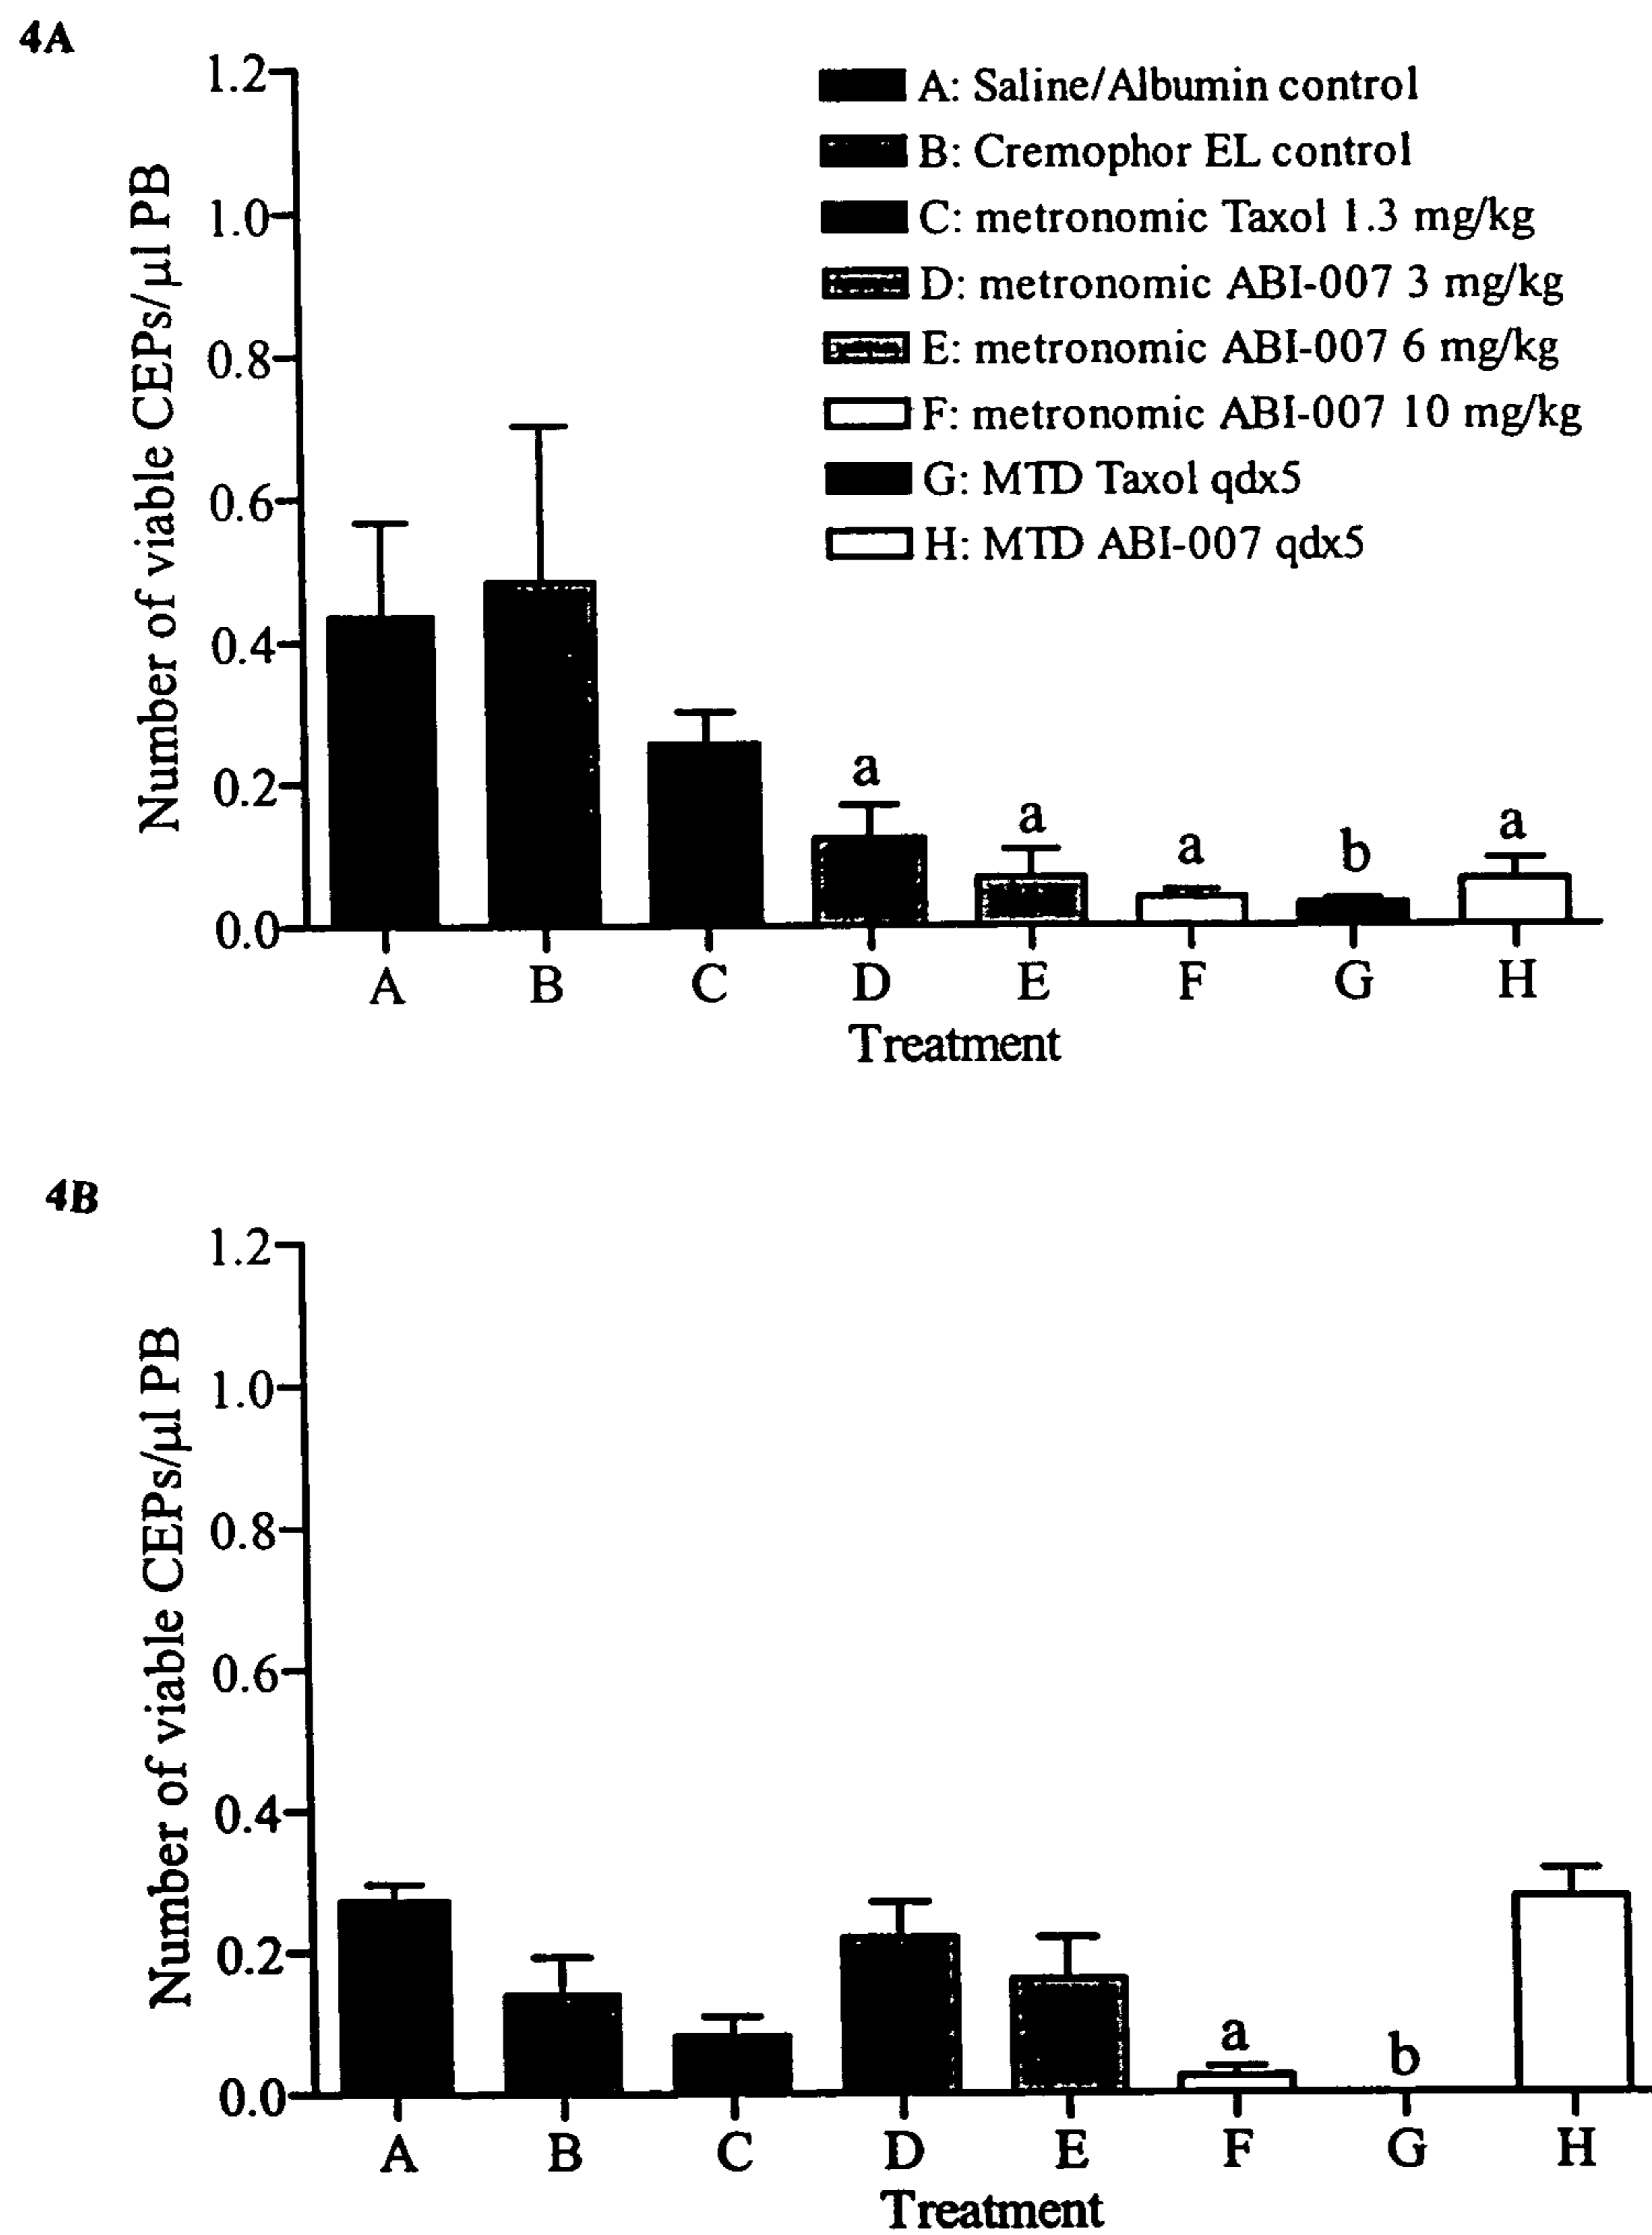 4A
1.2
1.0
0.8
0.6
0.4
0.2
0.0
Number of viable CEPs/µl PB
A: Saline/Albumin control
B: Cremophor EL control
C: metronomic Taxol 1.3 mg/kg
D: metronomic ABI-007 3 mg/kg
E: metronomic ABI-007 6 mg/kg
F: metronomic ABI-007 10 mg/kg
G: MTD Taxol qdx5
H: MTD ABI-007 qdx5
a a a b a
A B C D E F G H
Treatment
4B
1.2
1.0
0.8
0.6
0.4
0.2
0.0
Number of viable CEPs/µl PB
a b
A B C D E F G H
Treatment